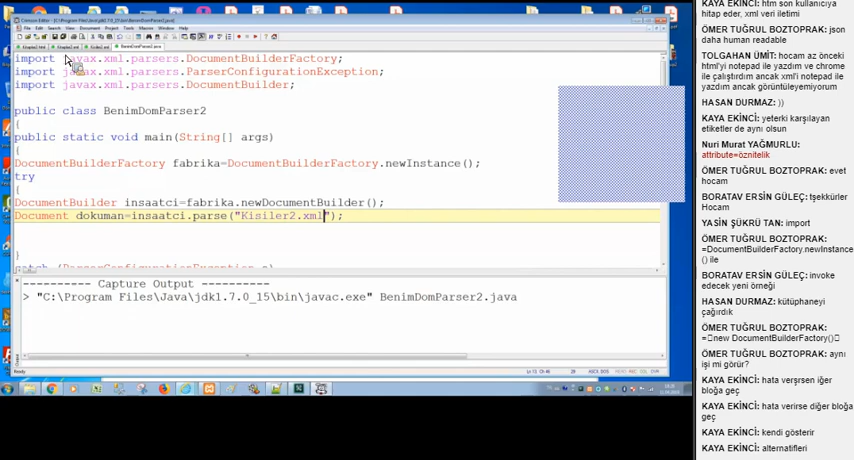 import javax.xml.parsers.DocumentBuilderFactory;
import javax.xml.parsers.ParserConfigurationException;
import javax.xml.parsers.DocumentBuilder;
public class BenimDomParser2
{
public static void main(String[] args)
{
DocumentBuilderFactory fabrika=DocumentBuilderFactory.newInstance();
try
{
DocumentBuilder insaatci=fabrika.newDocumentBuilder();
Document dokuman=insaatci.parse("Kisiler2.xml");
}
catch (ParserConfigurationException e)
---------- Capture Output ----------
> "C:\Program Files\Java\jdk1.7.0_15\bin\javac.exe" BenimDomParser2.java
KAYA EKİNCİ: htm son kullanıcıya
hitap eder, xml veri iletimi
ÖMER TUĞRUL BOZTOPRAK: json
daha human readable
TOLGAHAN ÜMİT: hocam az önceki
html'yi notepad ile yazdım ve chrome
ile çalıştırdım ancak xml'i notepad ile
yazdım ancak görüntüleyemiyorum
HASAN DURMAZ: ))
KAYA EKİNCİ: yeterki karşılayan
etiketler de aynı olsun
Nuri Murat YAĞMURLU:
attribute=öznitelik
ÖMER TUĞRUL BOZTOPRAK: evet
hocam
BORATAV ERSİN GÜLEÇ: tşekkürler
Hocam
YASİN ŞÜKRÜ TAN: import
ÖMER TUĞRUL BOZTOPRAK:
=DocumentBuilderFactory.newInstance
() ile
BORATAV ERSİN GÜLEÇ: invoke
edecek yeni örneği
HASAN DURMAZ: kütüphaneyi
çağırdık
ÖMER TUĞRUL BOZTOPRAK:
=new DocumentBuilderFactory()
ÖMER TUĞRUL BOZTOPRAK: aynı
işi mi görür?
KAYA EKİNCİ: hata verşrsen iğer
bloğa geç
KAYA EKİNCİ: hata verirse diğer bloğa
geç
KAYA EKİNCİ: kendi gösterir
KAYA EKİNCİ: alternatifleri